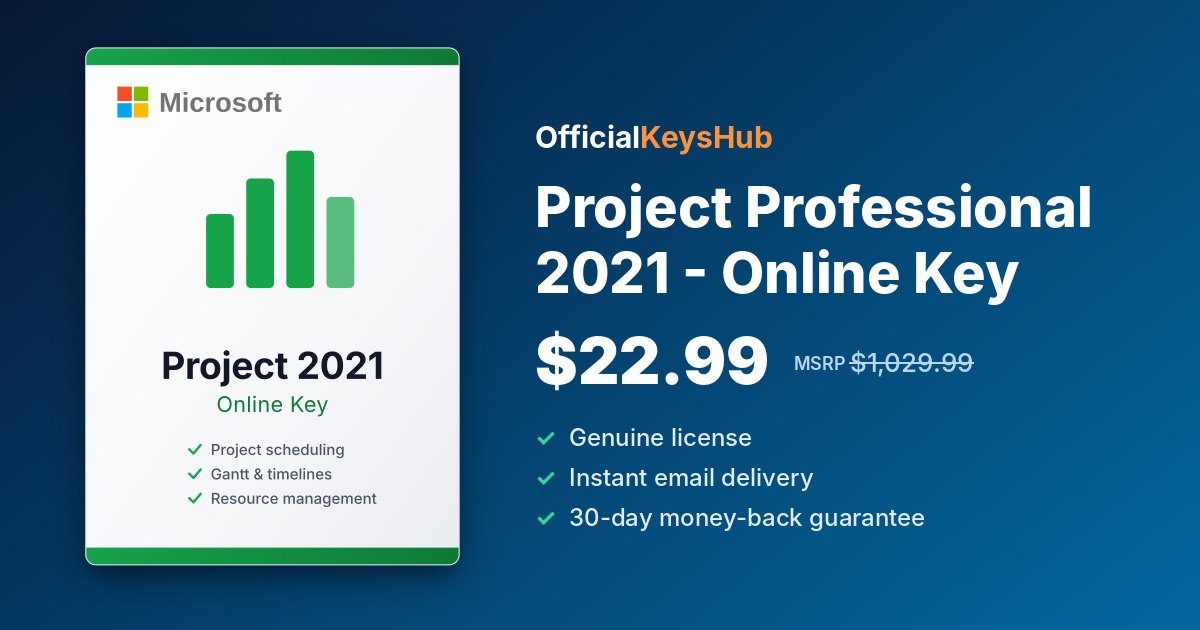 Microsoft
Project 2021
Online Key
Project scheduling
Gantt & timelines
Resource management
OfficialKeysHub
Project Professional
2021 - Online Key
$22.99 MSRP $1,029.99
Genuine license
Instant email delivery
30-day money-back guarantee